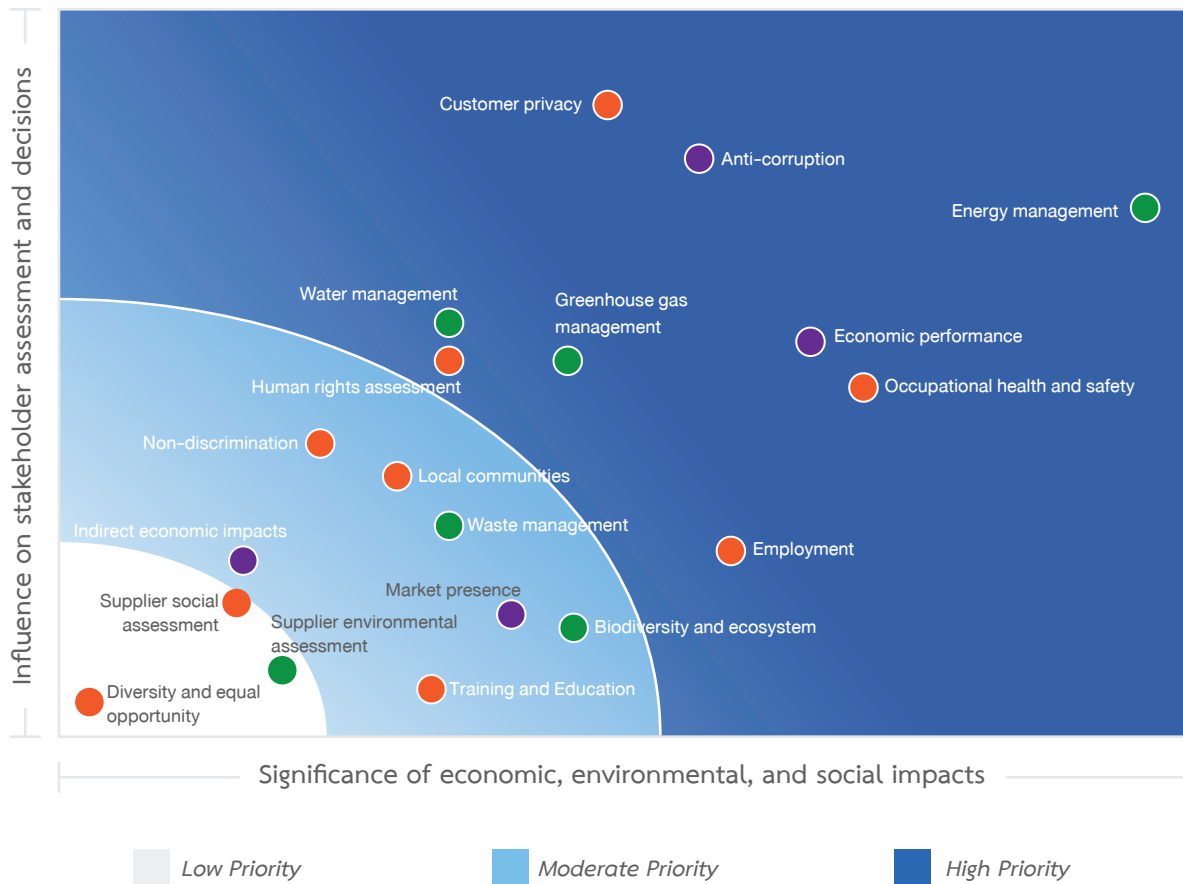 Influence on stakeholder assessment and decisions
Customer privacy
Anti-corruption
Energy management
Water management
Greenhouse gas
management
Economic performance
Human rights assessment
Occupational health and safety
Non-discrimination
Local communities
Waste management
Indirect economic impacts
Employment
Market presence
Supplier social
assessment
Supplier environmental
assessment
Biodiversity and ecosystem
Diversity and equal
opportunity
Training and Education
Significance of economic, environmental, and social impacts
Low Priority
Moderate Priority
High Priority